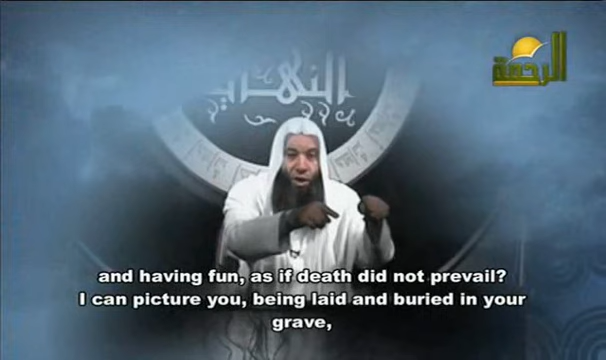 الرحمة
and having fun, as if death did not prevail?
I can picture you, being laid and buried in your
grave,